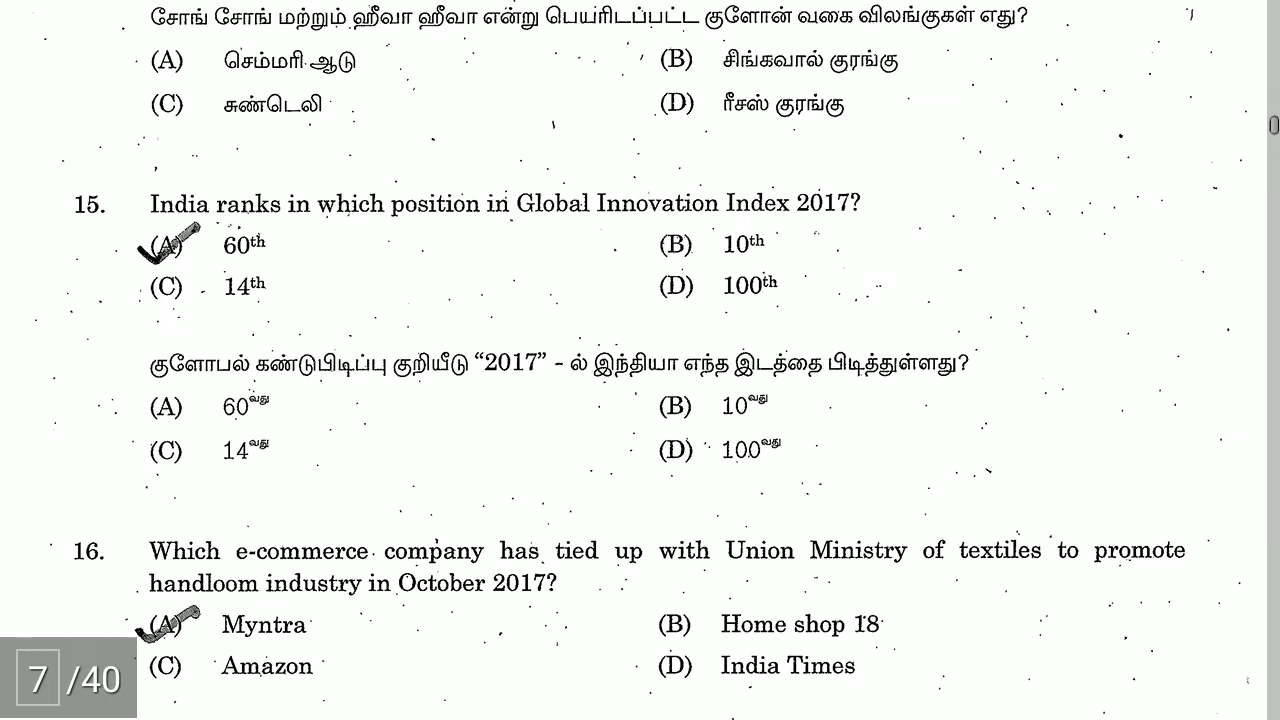 சோங் சோங் மற்றும் ஹீவா ஹீவா என்று பெயரிடப்பட்ட குளோன் வகை விலங்குகள் எது?
(A) செம்மரி ஆடு (B) சிங்கவால் குரங்கு
(C) சுண்டெலி (D) ரீசஸ் குரங்கு
15. India ranks in which position in Global Innovation Index 2017?
(A) 60th (B) 10th
(C) 14th (D) 100th
குளோபல் கண்டுபிடிப்பு குறியீடு “2017” - ல் இந்தியா எந்த இடத்தை பிடித்துள்ளது?
(A) 60வது (B) 10வது
(C) 14வது (D) 100வது
16. Which e-commerce company has tied up with Union Ministry of textiles to promote
handloom industry in October 2017?
(A) Myntra (B) Home shop 18
(C) Amazon (D) India Times
7 /40